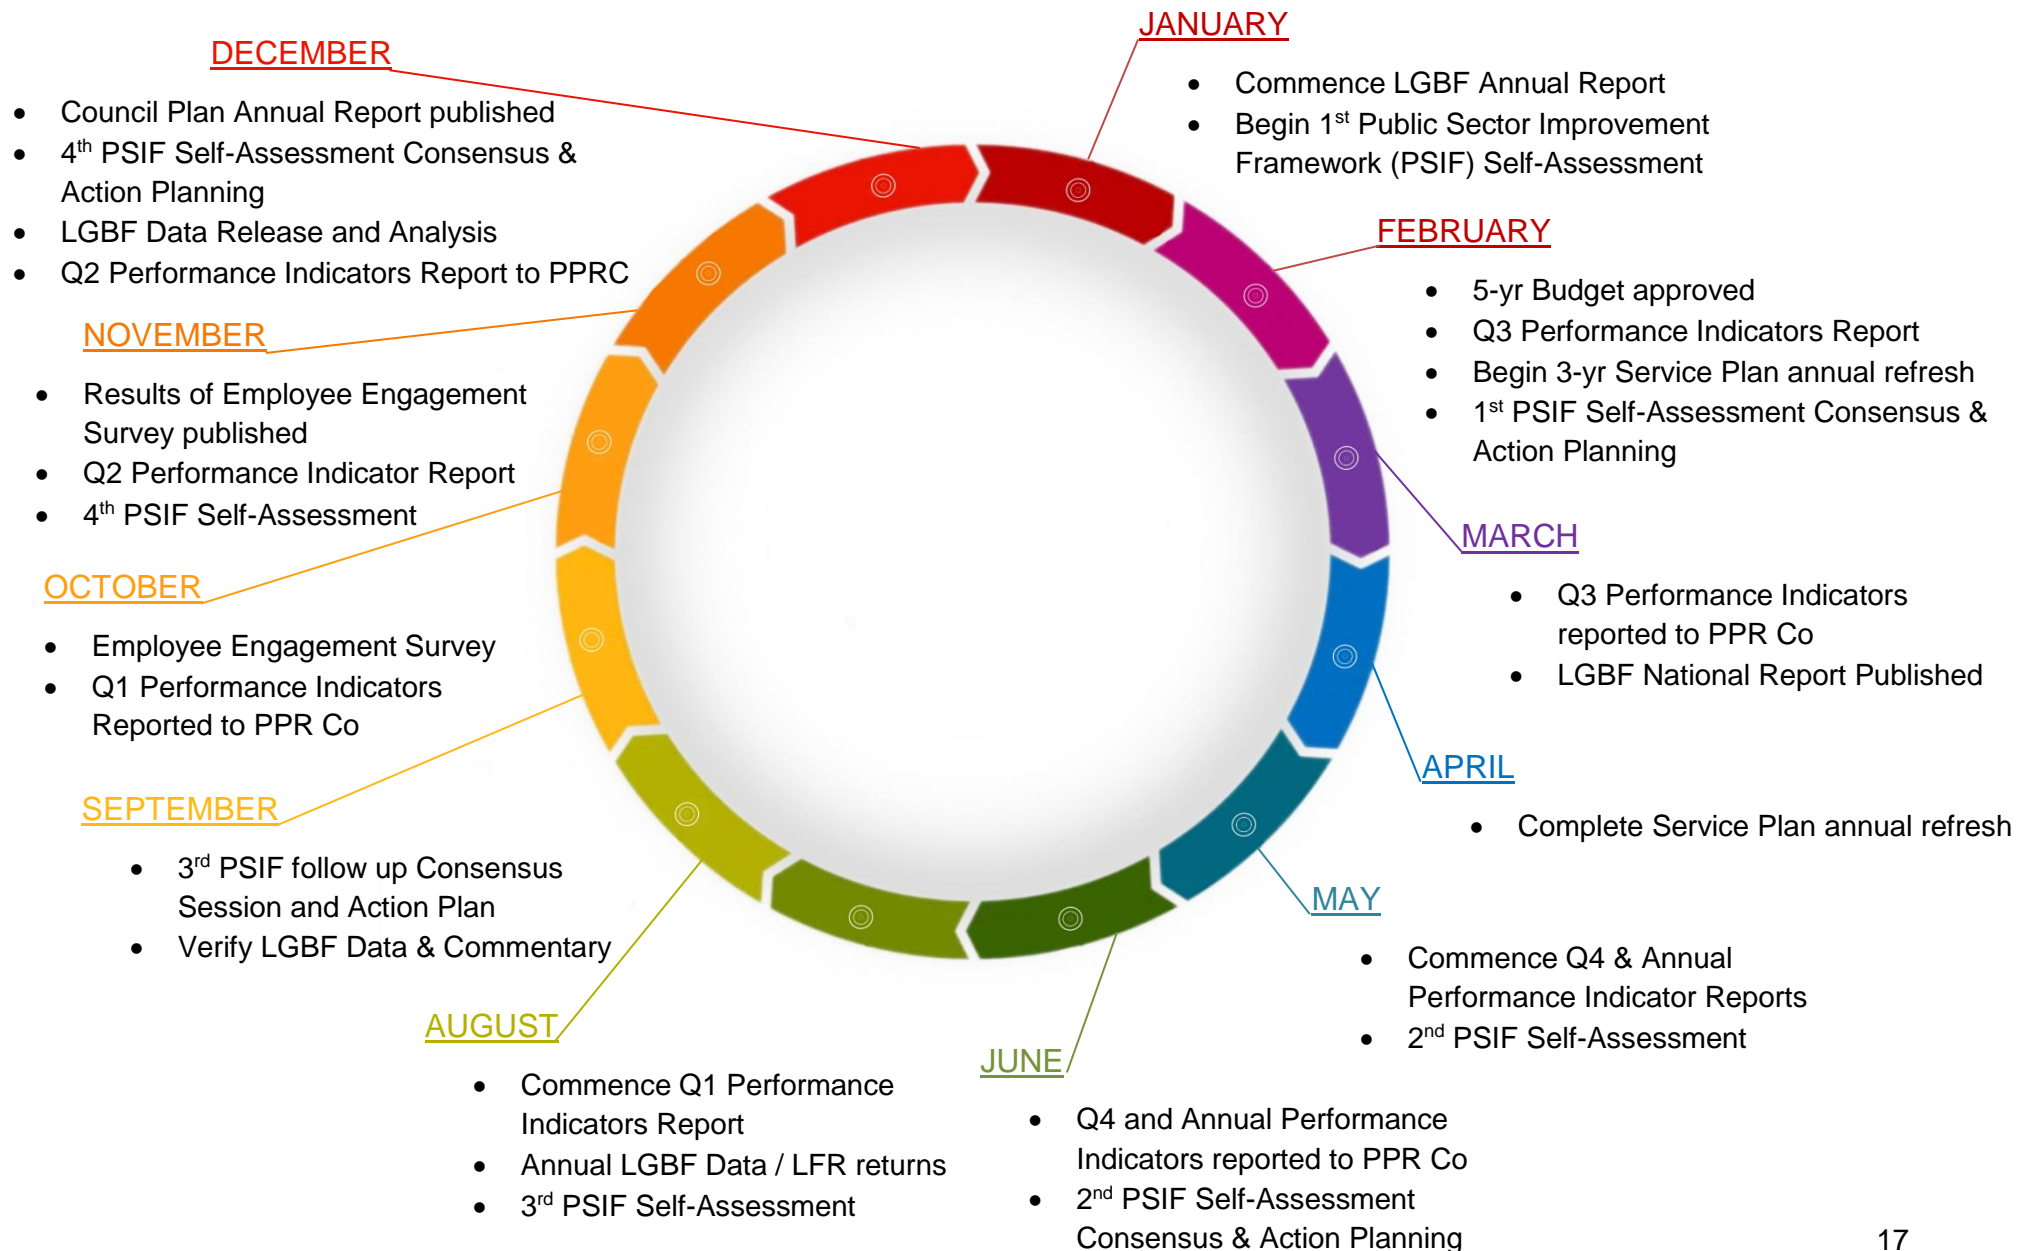 JANUARY
• Commence LGBF Annual Report
• Begin 1st Public Sector Improvement
Framework (PSIF) Self-Assessment
FEBRUARY
• 5-yr Budget approved
• Q3 Performance Indicators Report
• Begin 3-yr Service Plan annual refresh
• 1st PSIF Self-Assessment Consensus &
Action Planning
MARCH
• Q3 Performance Indicators
reported to PPR Co
• LGBF National Report Published
APRIL
• Complete Service Plan annual refresh
MAY
• Commence Q4 & Annual
Performance Indicator Reports
• 2nd PSIF Self-Assessment
JUNE
• Q4 and Annual Performance
Indicators reported to PPR Co
• 2nd PSIF Self-Assessment
Consensus & Action Planning
AUGUST
• Commence Q1 Performance
Indicators Report
• Annual LGBF Data / LFR returns
• 3rd PSIF Self-Assessment
SEPTEMBER
• 3rd PSIF follow up Consensus
Session and Action Plan
• Verify LGBF Data & Commentary
OCTOBER
• Employee Engagement Survey
• Q1 Performance Indicators
Reported to PPR Co
NOVEMBER
• Results of Employee Engagement
Survey published
• Q2 Performance Indicator Report
• 4th PSIF Self-Assessment
DECEMBER
• Council Plan Annual Report published
• 4th PSIF Self-Assessment Consensus &
Action Planning
• LGBF Data Release and Analysis
• Q2 Performance Indicators Report to PPRC
17